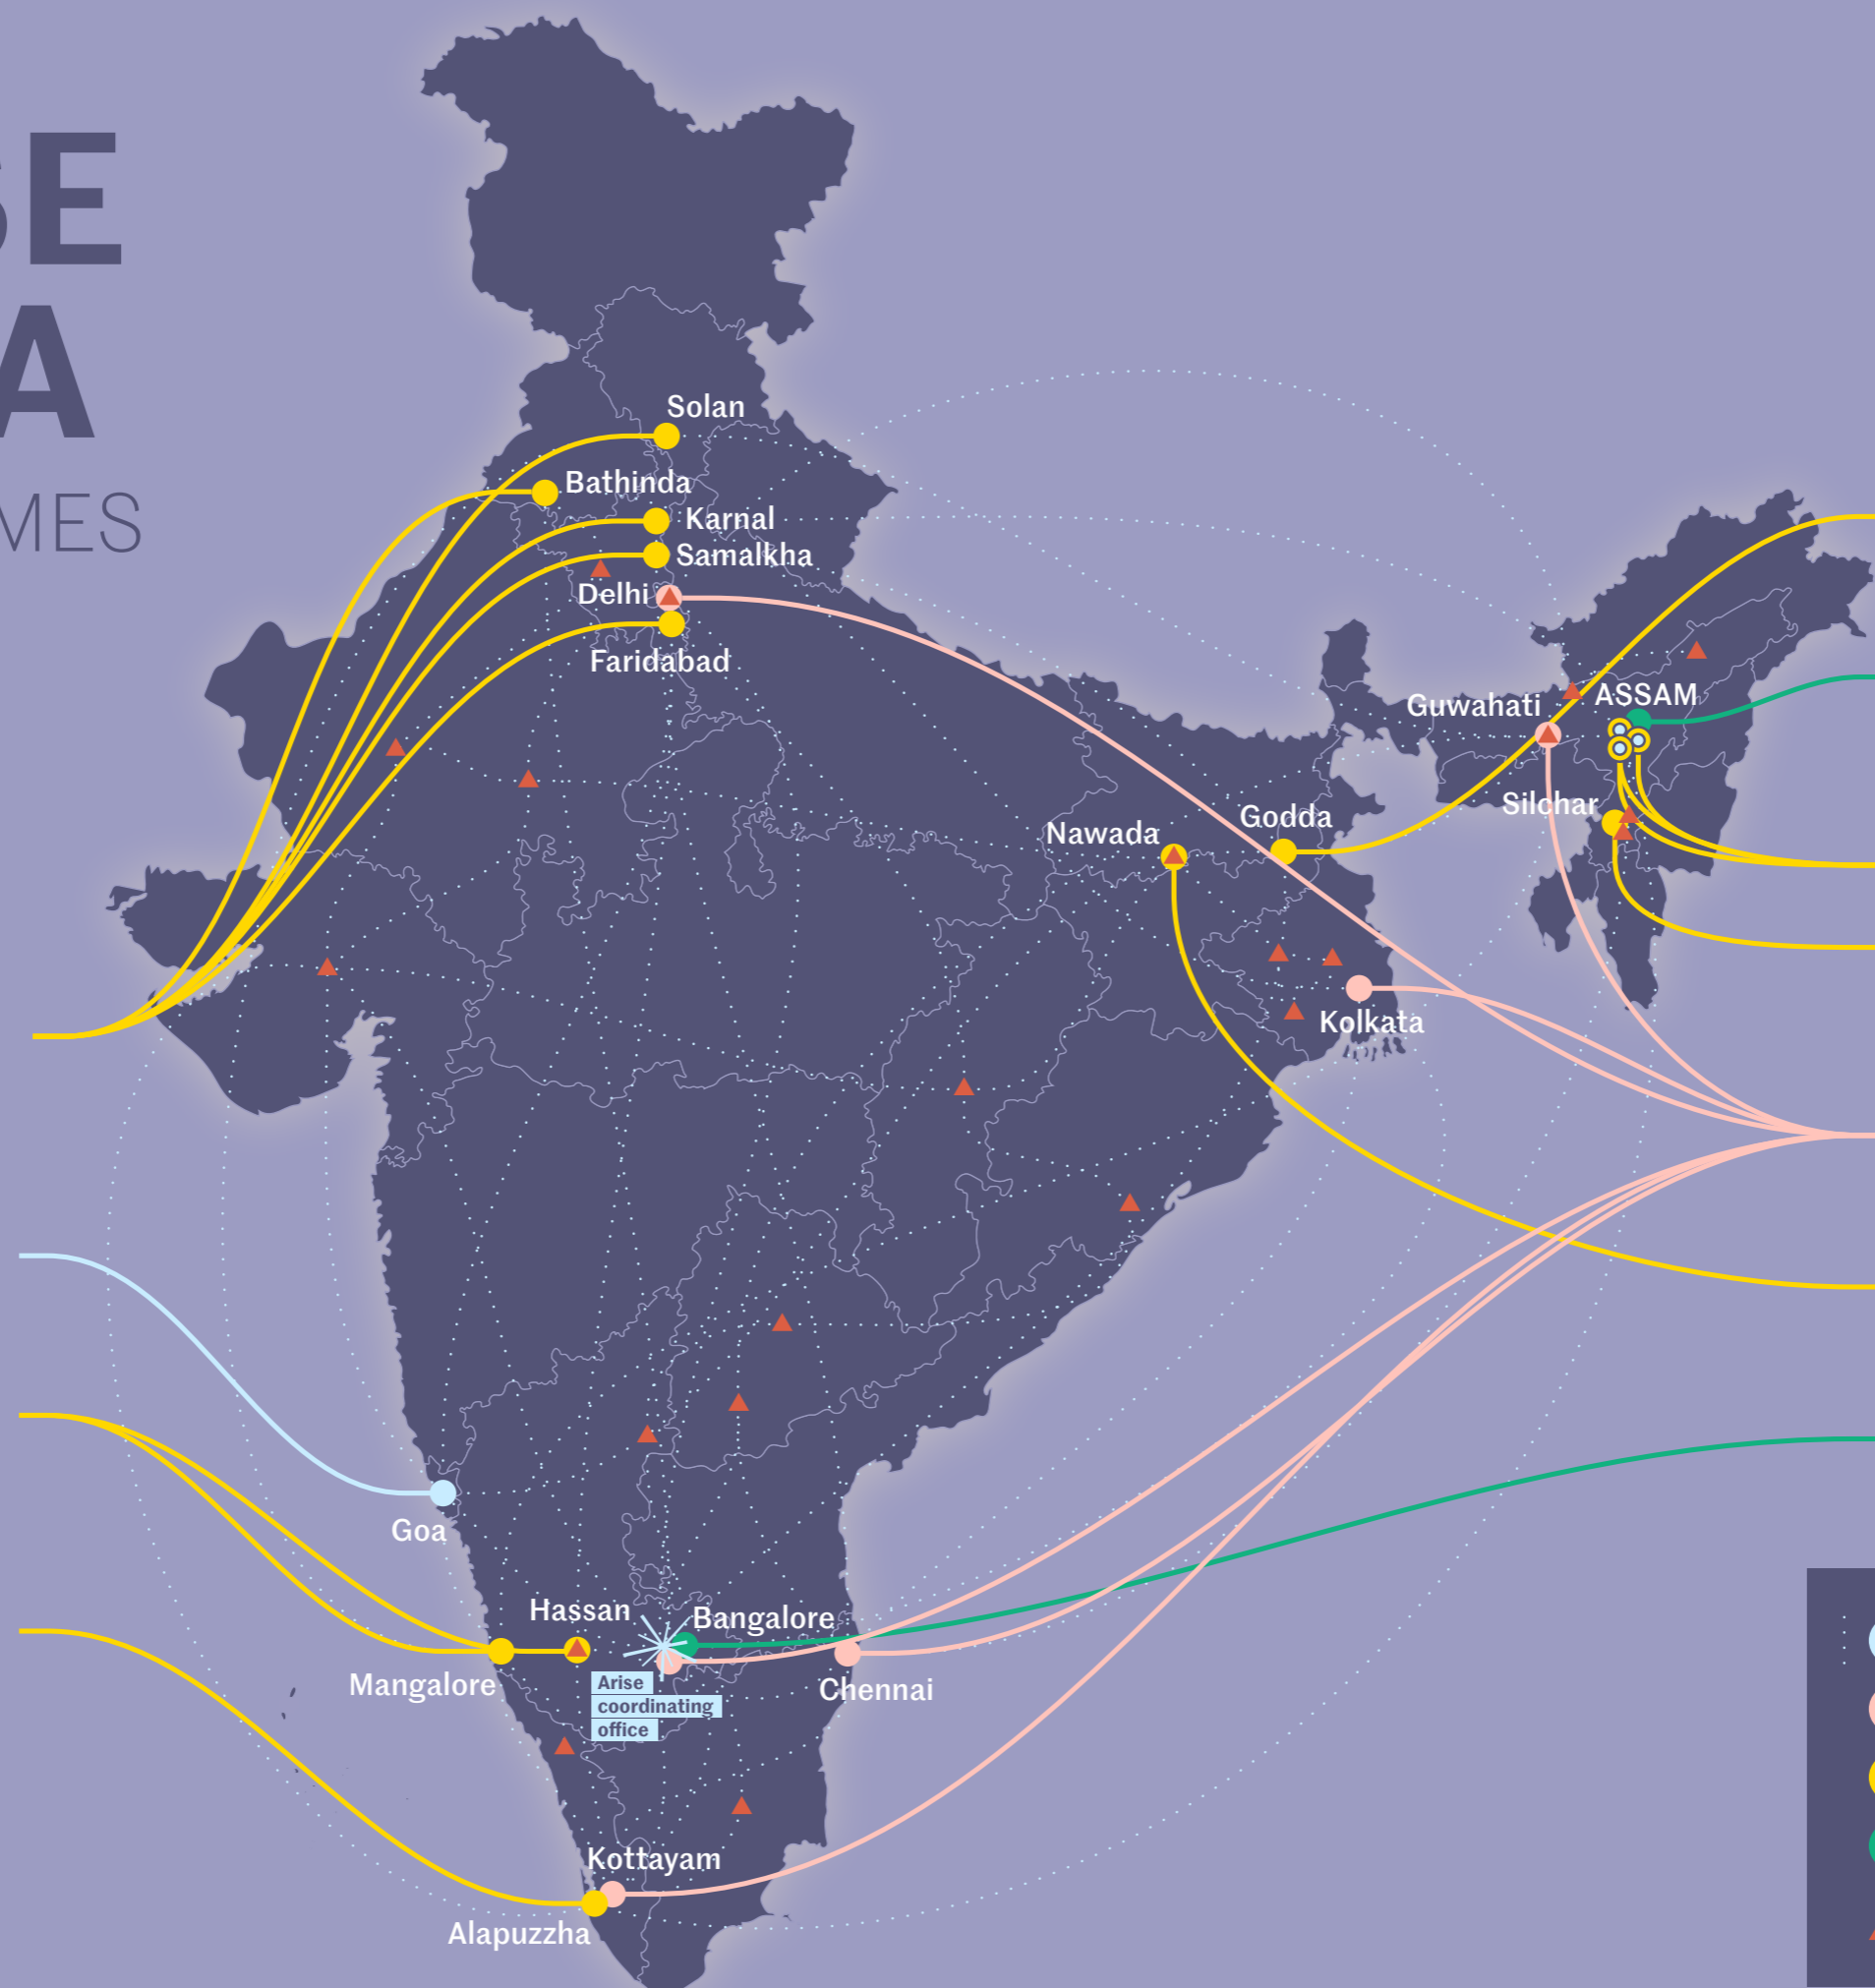 SE
A
MES
Solan
Bathinda
Karnal
Samalkha
Delhi
Faridabad
Guwahati
ASSAM
Silchar
Godda
Nawada
Kolkata
Goa
Hassan
Bangalore
Mangalore
Arise
coordinating
office
Chennai
Kottayam
Alapuzzha